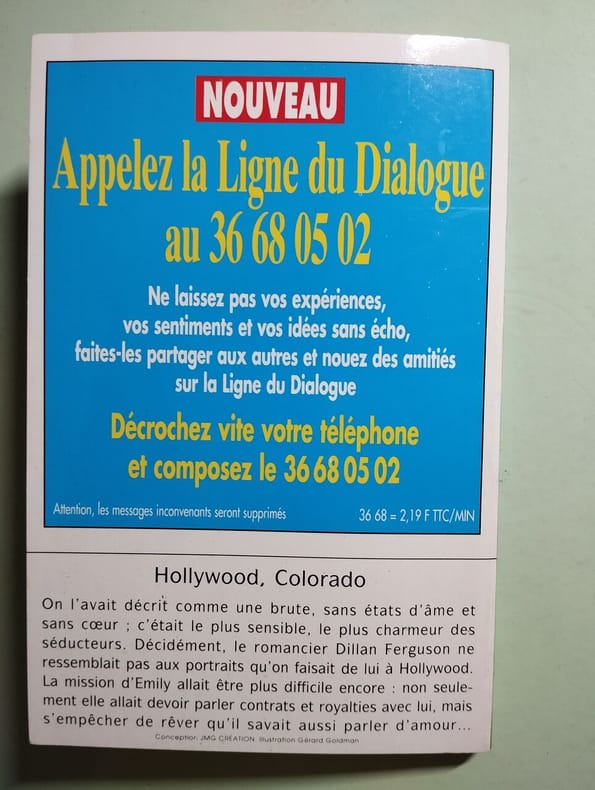 NOUVEAU
Appelez la Ligne du Dialogue
au 36 68 05 02
Ne laissez pas vos expériences,
vos sentiments et vos idées sans écho,
faites-les partager aux autres et nouez des amitiés
sur la Ligne du Dialogue
Décrochez vite votre téléphone
et composez le 36 68 05 02
Attention, les messages inconvenants seront supprimés
36 68 = 2,19 F TTC/MIN
Hollywood, Colorado
On l'avait décrit comme une brute, sans états d'âme et
sans cœur ; c'était le plus sensible, le plus charmeur des
séducteurs. Décidément, le romancier Dillan Ferguson ne
ressemblait pas aux portraits qu'on faisait de lui à Hollywood.
La mission d'Emily allait être plus difficile encore : non seule-
ment elle allait devoir parler contrats et royalties avec lui, mais
s'empêcher de rêver qu'il savait aussi parler d'amour...
Conception JMG CRÉATION. Illustration Gérard Goldman